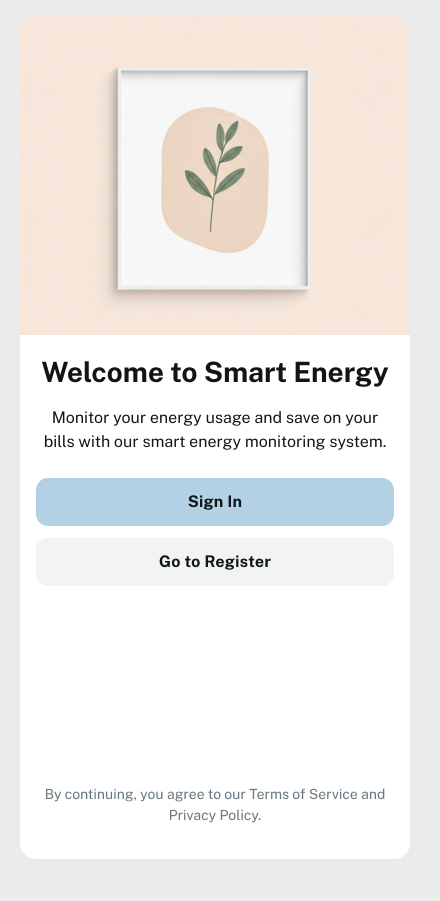 Welcome to Smart Energy
Monitor your energy usage and save on your
bills with our smart energy monitoring system.
Sign In
Go to Register
By continuing, you agree to our Terms of Service and
Privacy Policy.